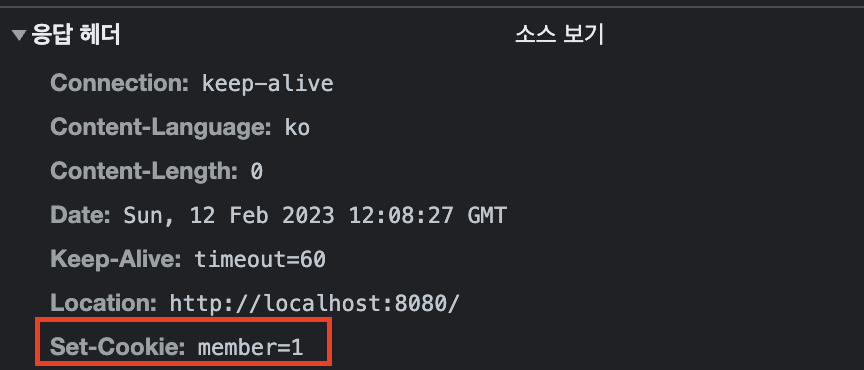 ▼응답 헤더 소스 보기
Connection: keep-alive
Content-Language: ko
Content-Length: 0
Date: Sun, 12 Feb 2023 12:08:27 GMT
Keep-Alive: timeout=60
Location: http://localhost:8080/
Set-Cookie: member=1